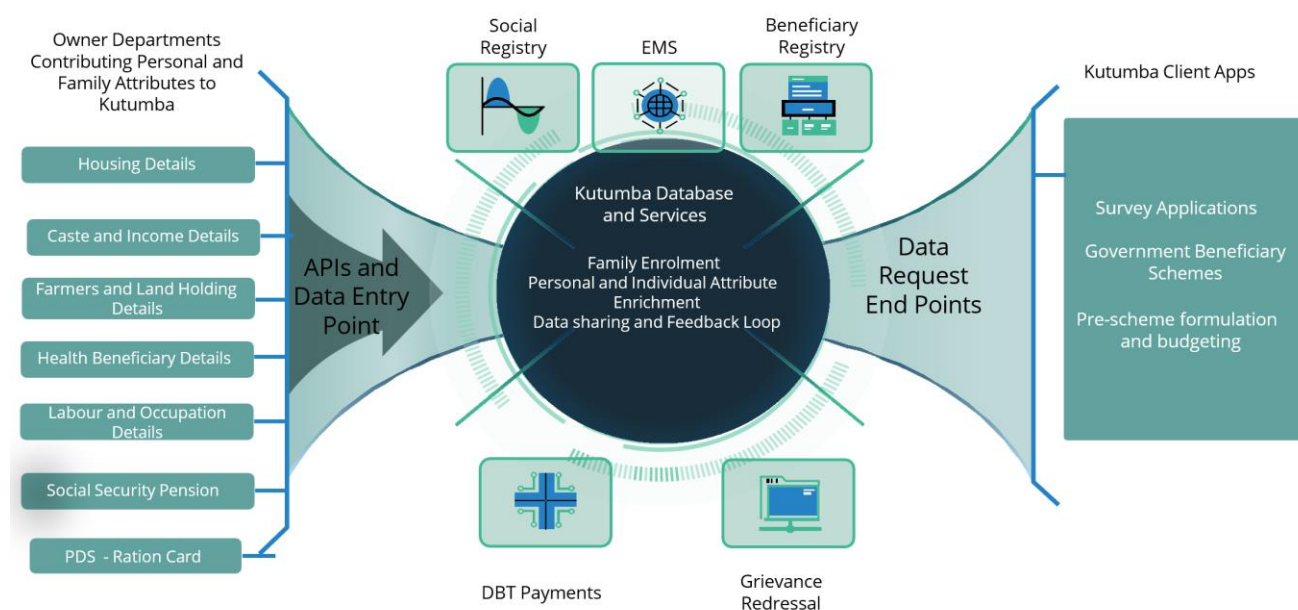 Owner Departments
Contributing Personal and
Family Attributes to
Kutumba
Housing Details
Caste and Income Details
Farmers and Land Holding
Details
Health Beneficiary Details
Labour and Occupation
Details
Social Security Pension
PDS - Ration Card
APIs and
Data Entry
Point
Social
Registry
EMS
Beneficiary
Registry
Kutumba Database
and Services
Family Enrolment
Personal and Individual Attribute
Enrichment
Data sharing and Feedback Loop
DBT Payments
Grievance
Redressal
Data
Request
End Points
Kutumba Client Apps
Survey Applications
Government Beneficiary
Schemes
Pre-scheme formulation
and budgeting